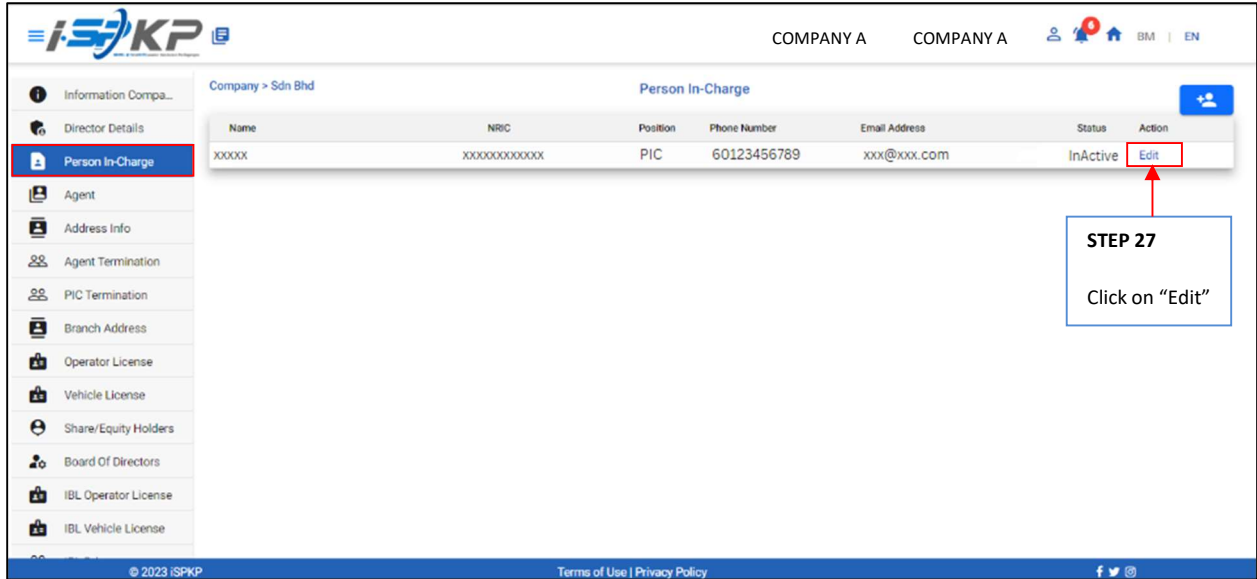 iSPKP
COMPANY A COMPANY A 6 BM | EN
Company > Sdn Bhd
Person In-Charge
Information Compa...
Director Details
Person In-Charge
Agent
Address Info
Agent Termination
PIC Termination
Branch Address
Operator License
Vehicle License
Share/Equity Holders
Board Of Directors
IBL Operator License
IBL Vehicle License
Name NRIC Position Phone Number Email Address Status Action
xxxxx xxxxxxxxxxxx PIC 60123456789 xxx@xxx.com InActive Edit
STEP 27
Click on “Edit”
© 2023 iSPKP Terms of Use | Privacy Policy